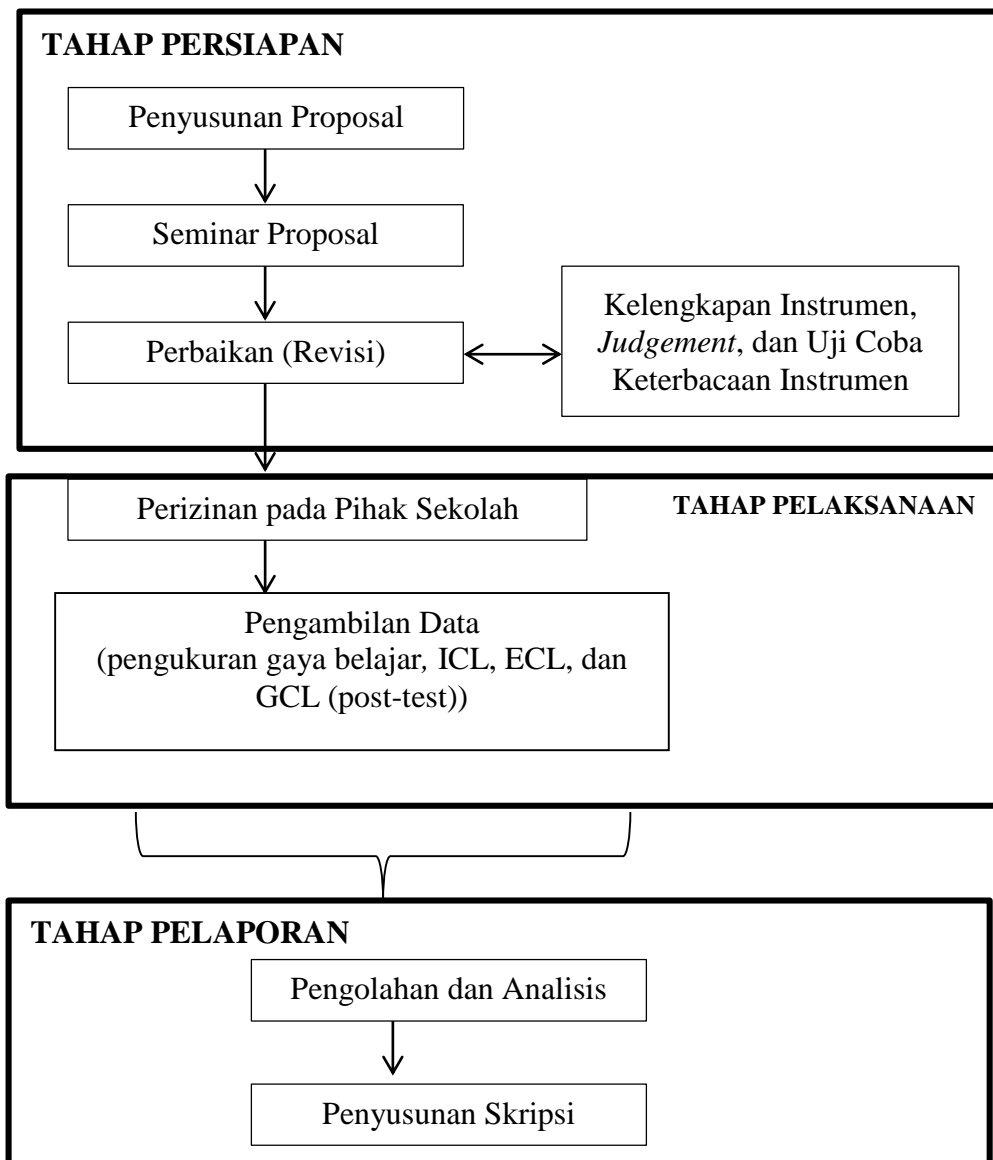 TAHAP PERSIAPAN
Penyusunan Proposal
Seminar Proposal
Perbaikan (Revisi)
Kelengkapan Instrumen,
Judgement, dan Uji Coba
Keterbacaan Instrumen
Perizinan pada Pihak Sekolah
TAHAP PELAKSANAAN
Pengambilan Data
(pengukuran gaya belajar, ICL, ECL, dan
GCL (post-test))
TAHAP PELAPORAN
Pengolahan dan Analisis
Penyusunan Skripsi